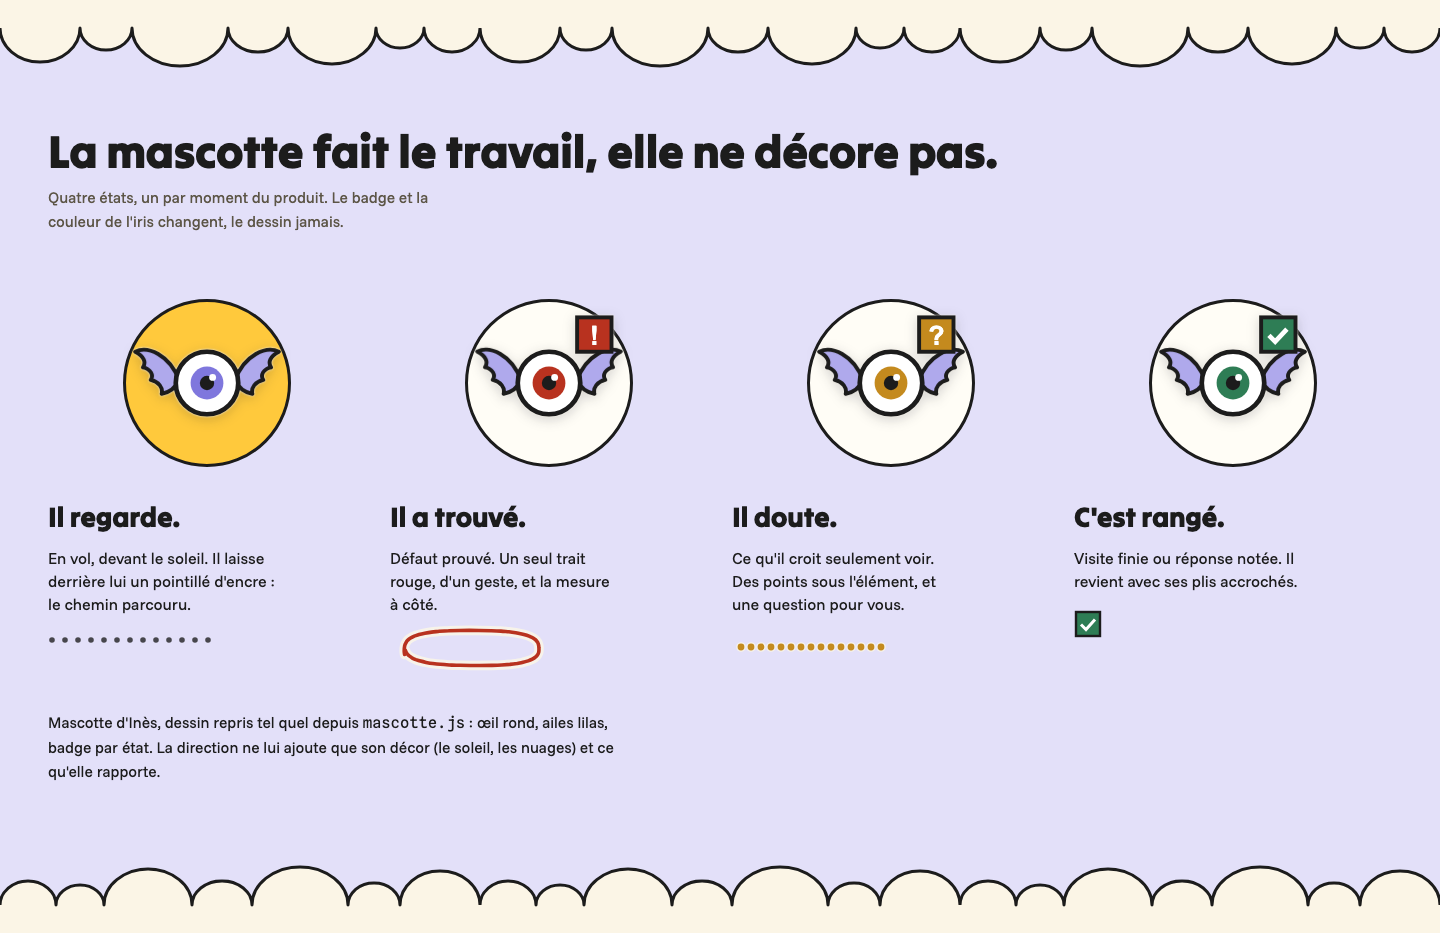 La mascotte fait le travail, elle ne décore pas.
Quatre états, un par moment du produit. Le badge et la
couleur de l'iris changent, le dessin jamais.
!
?
Il regarde.
En vol, devant le soleil. Il laisse
derrière lui un pointillé d'encre :
le chemin parcouru.
Il a trouvé.
Défaut prouvé. Un seul trait
rouge, d'un geste, et la mesure
à côté.
Il doute.
Ce qu'il croit seulement voir.
Des points sous l'élément, et
une question pour vous.
C'est rangé.
Visite finie ou réponse notée. Il
revient avec ses plis accrochés.
Mascotte d'Inès, dessin repris tel quel depuis mascotte.js : œil rond, ailes lilas,
badge par état. La direction ne lui ajoute que son décor (le soleil, les nuages) et ce
qu'elle rapporte.